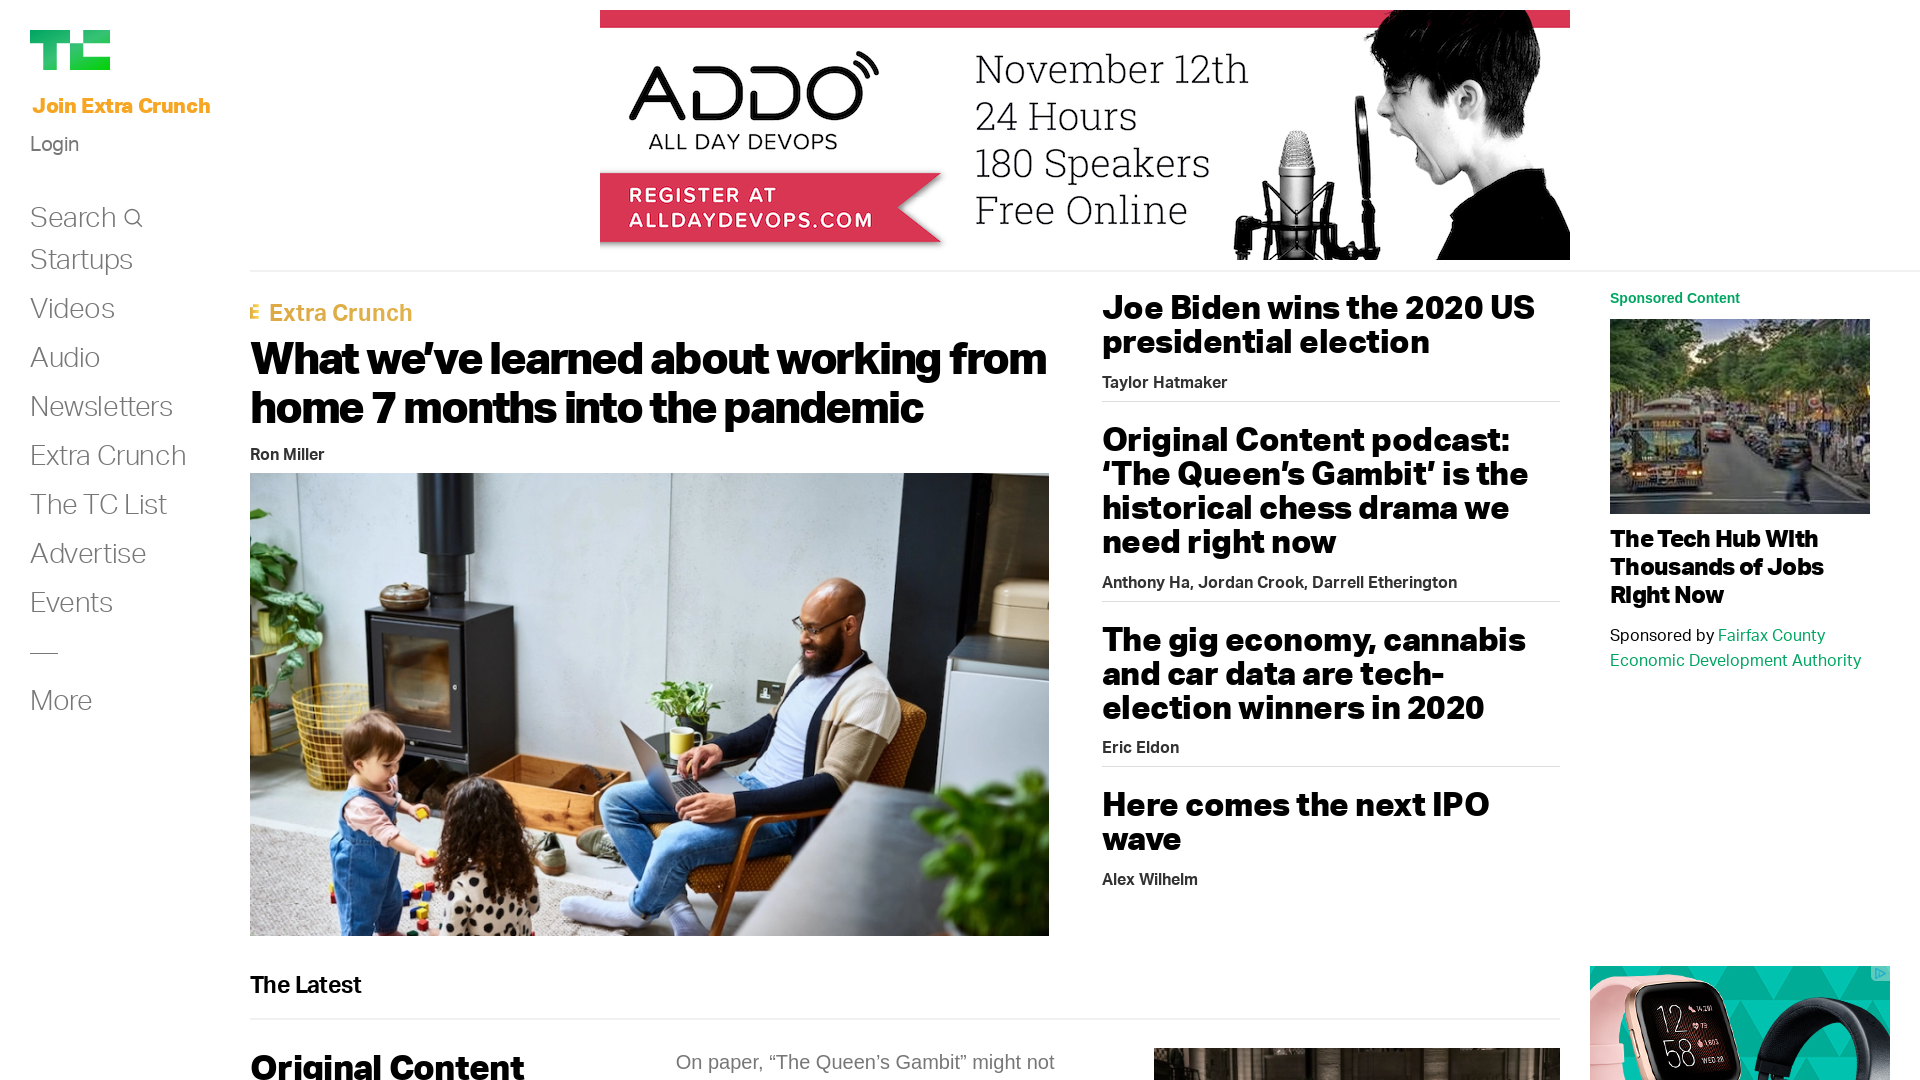 TC
Join Extra Crunch
Login
Search
Startups
Videos
Audio
Newsletters
Extra Crunch
The TC List
Advertise
Events
More
ADDO
ALL DAY DEVOPS
REGISTER AT
ALLDAYDEVOPS.COM
November 12th
24 Hours
180 Speakers
Free Online
Extra Crunch
What we’ve learned about working from
home 7 months into the pandemic
Ron Miller
Joe Biden wins the 2020 US
presidential election
Taylor Hatmaker
Original Content podcast:
‘The Queen’s Gambit’ is the
historical chess drama we
need right now
Anthony Ha, Jordan Crook, Darrell Etherington
The gig economy, cannabis
and car data are tech-
election winners in 2020
Eric Eldon
Here comes the next IPO
wave
Alex Wilhelm
Sponsored Content
TROLLEY
The Tech Hub WIth
Thousands of Jobs
RIght Now
Sponsored by Fairfax County
Economic Development Authority
The Latest
Original Content
On paper, “The Queen’s Gambit” might not
12
58
WED 28